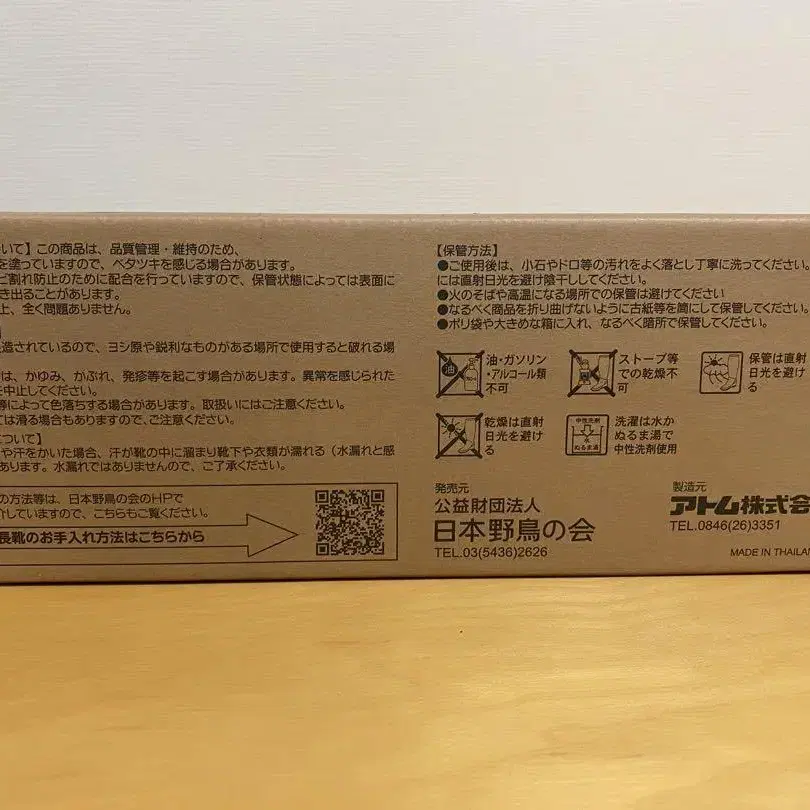 いて】この商品は、品質管理・維持のため、
を塗っていますので、ベタツキを感じる場合があります。
ご割れ防止のために配合を行っていますので、保管状態によっては表面に
き出ることがあります。
上、全く問題ありません。
】
造されているので、ヨシ原や鋭利なものがある場所で使用すると破れる場
は、かゆみ、かぶれ、発疹等を起こす場合があります。異常を感じられた
を中止してください。
等によって色落ちする場合があります。取扱いにはご注意ください。
ては滑る場合もありますので、ご注意ください。
について】
や汗をかいた場合、汗が靴の中に溜まり靴下や衣類が濡れる（水漏れと感
あります。水漏れではありませんので、ご了承ください。
の方法等は、日本野鳥の会のHPで
介していますので、こちらもご覧ください。
長靴のお手入れ方法はこちらから
【保管方法】
●ご使用後は、小石やドロ等の汚れをよく落とし丁寧に洗ってください。
には直射日光を避け陰干ししてください。
●火のそばや高温になる場所での保管は避けてください
●なるべく商品を折り曲げないように古紙等を筒にして保管してください。
●ポリ袋や大きめな箱に入れ、なるべく暗所で保管してください。
油
油・ガソリン
・アルコール類
不可
ストーブ等
での乾燥不
可
保管は直射
日光を避け
る
乾燥は直射
日光を避け
る
中性洗剤
洗濯は水か
ぬるま湯で
中性洗剤使用
発売元
公益財団法人
日本野鳥の会
TEL.03(5436)2626
製造元
アトム株式会
TEL.0846(26)3351
MADE IN THAILAN